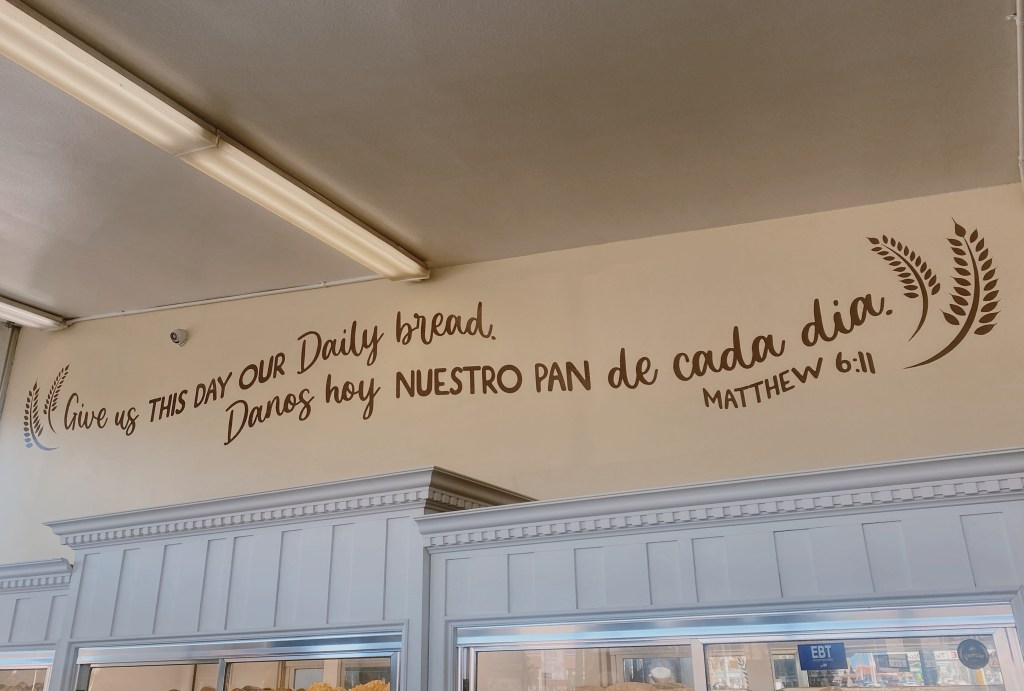 Give us THIS DAY OUR Daily bread.
Danos hoy NUESTRO PAN de cada dia.
MATTHEW 6:11
EBT